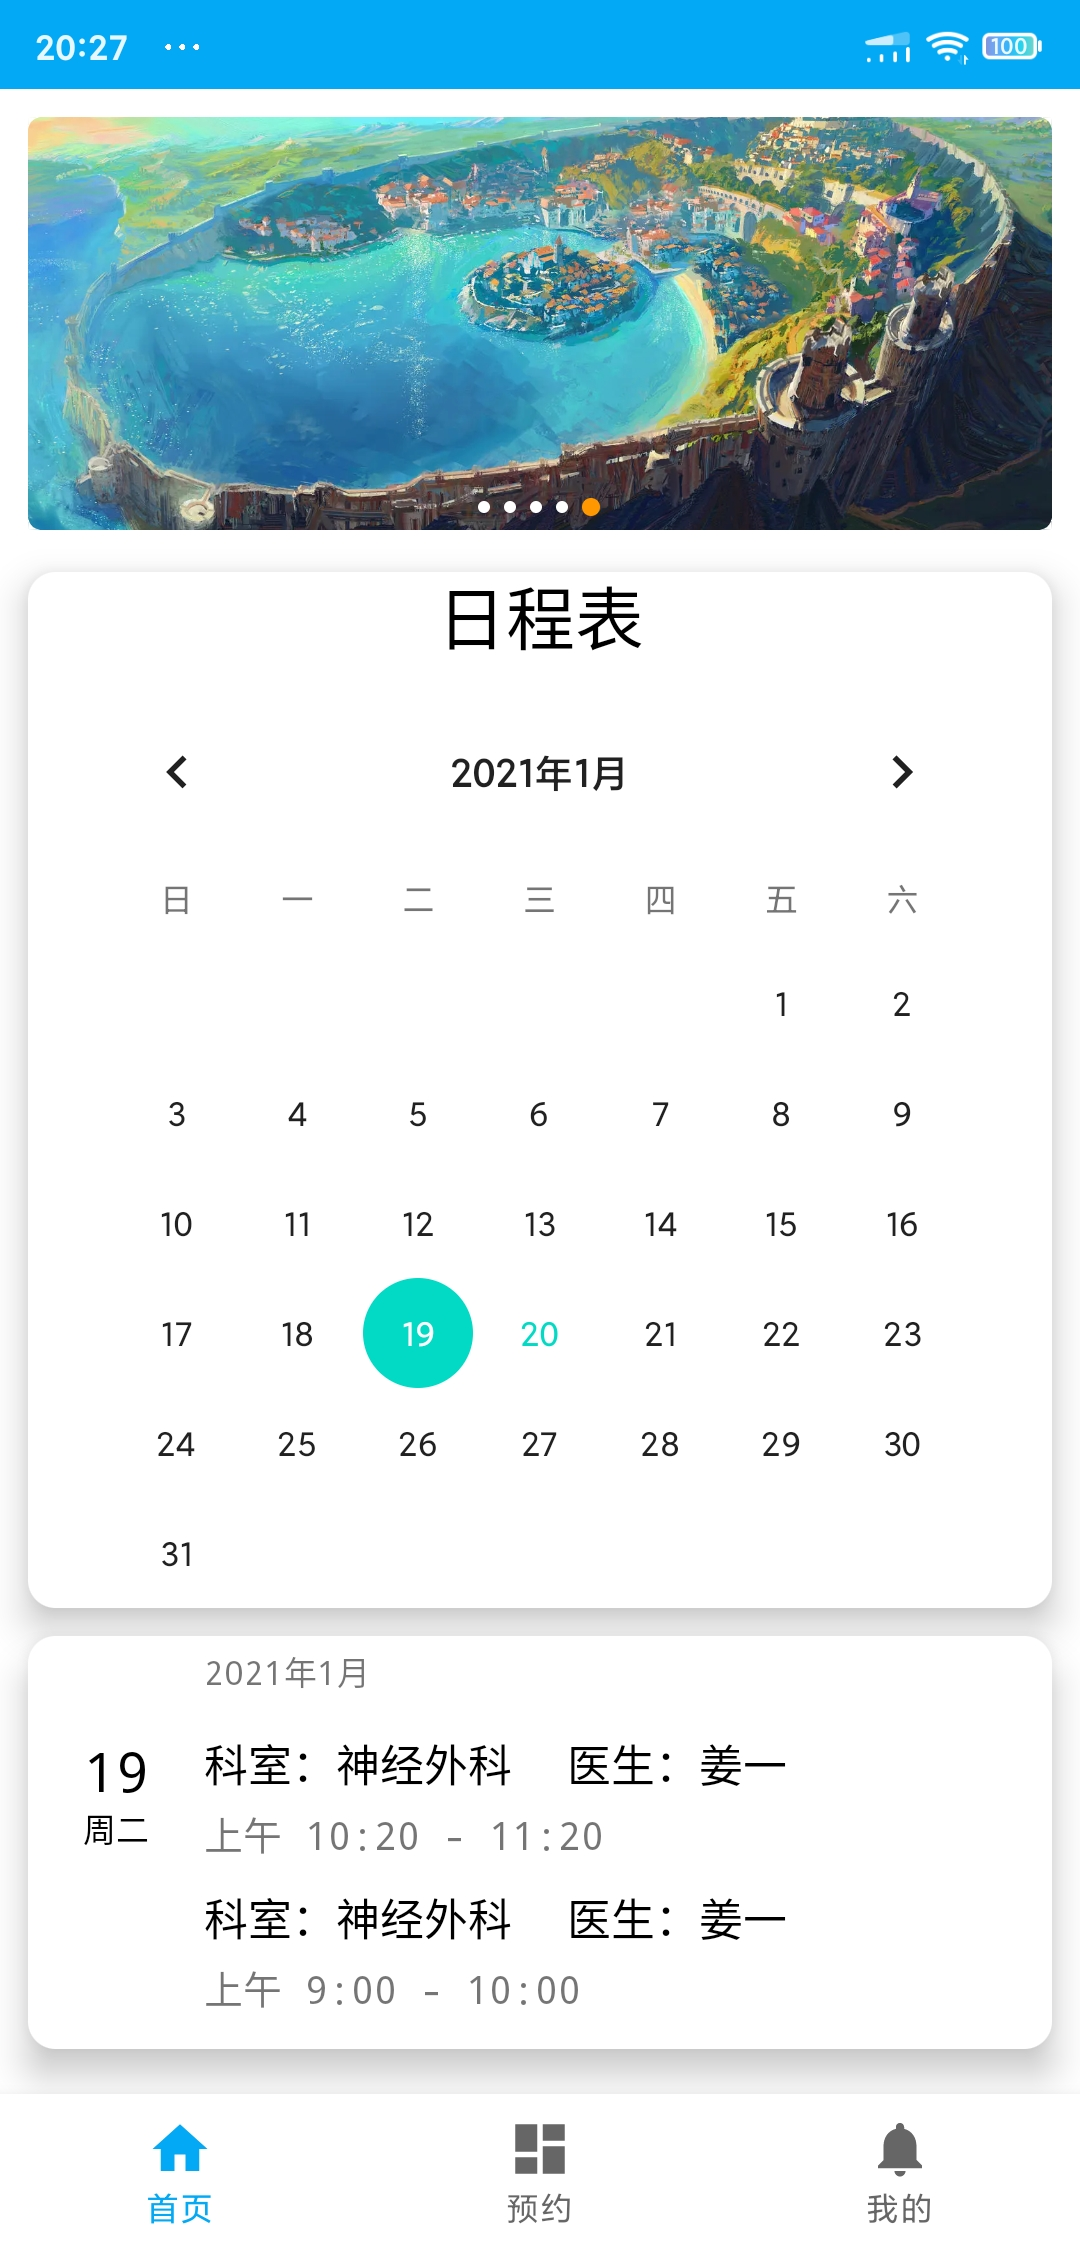 20:27 ... 100
日程表
2021年1月
日 一 二 三 四 五 六
1 2
3 4 5 6 7 8 9
10 11 12 13 14 15 16
17 18 19 20 21 22 23
24 25 26 27 28 29 30
31
2021年1月
19
周二
科室：神经外科 医生：姜一
上午 10:20 - 11:20
科室：神经外科 医生：姜一
上午 9:00 - 10:00
首页 预约 我的